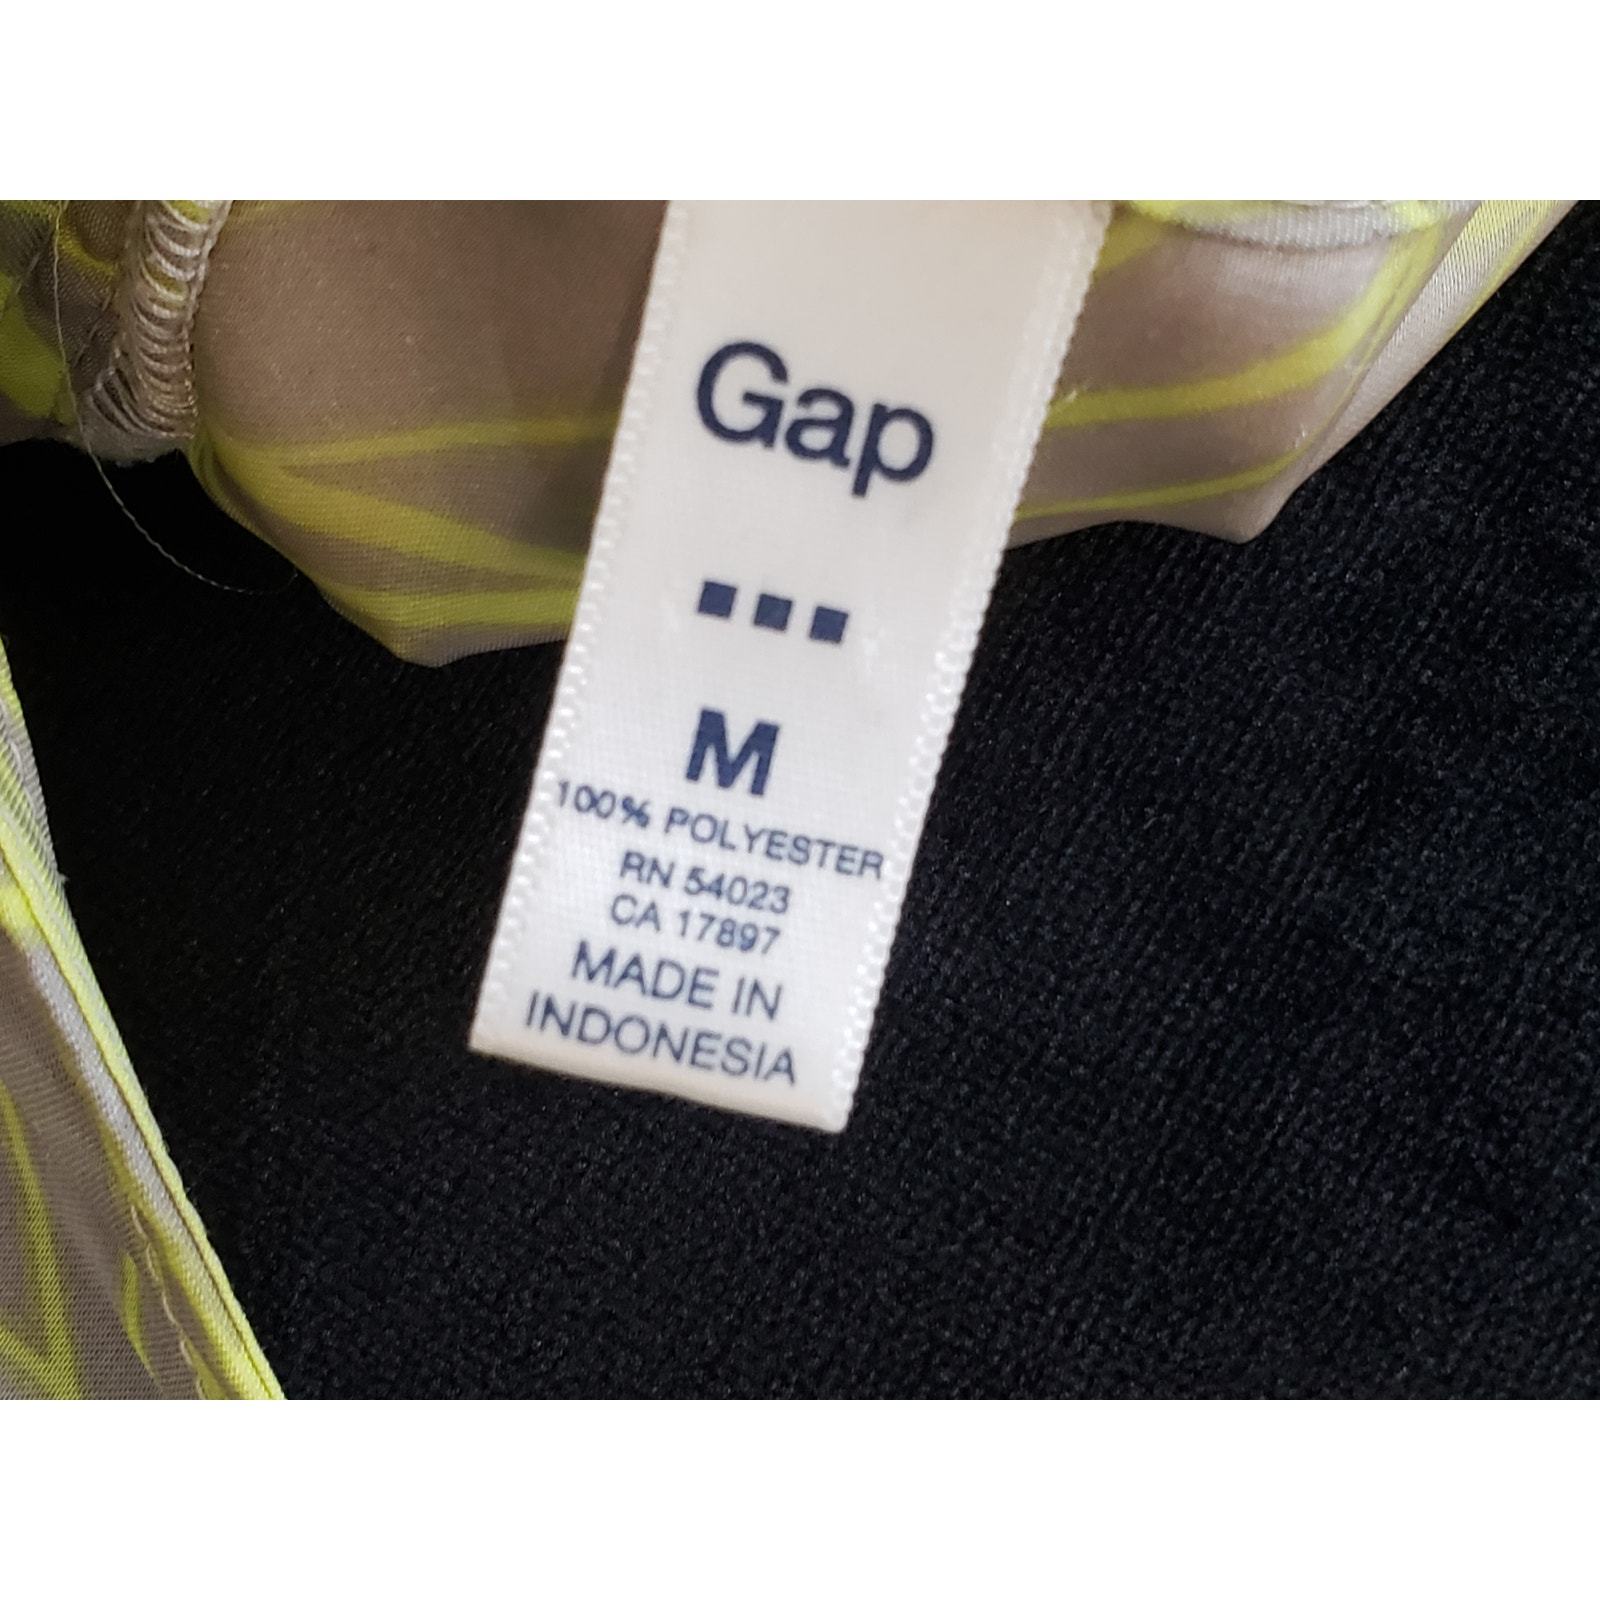 Gap
M
100% POLYESTER
RN 54023
CA 17897
MADE IN
INDONESIA